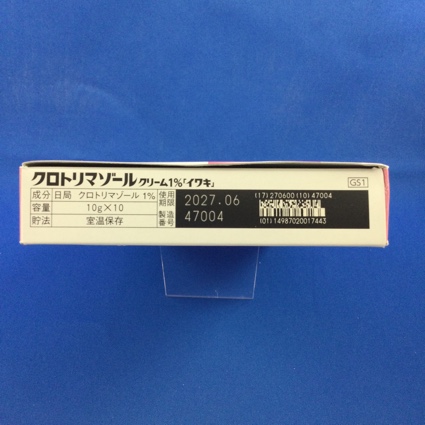 クロトリマゾールクリーム1%「イワキ」
GS1
成分 日局 クロトリマゾール 1%
容量 10g×10
貯法 室温保存
使用期限 2027.06
製造番号 47004
(17)270600(10)47004
(01)14987020017443